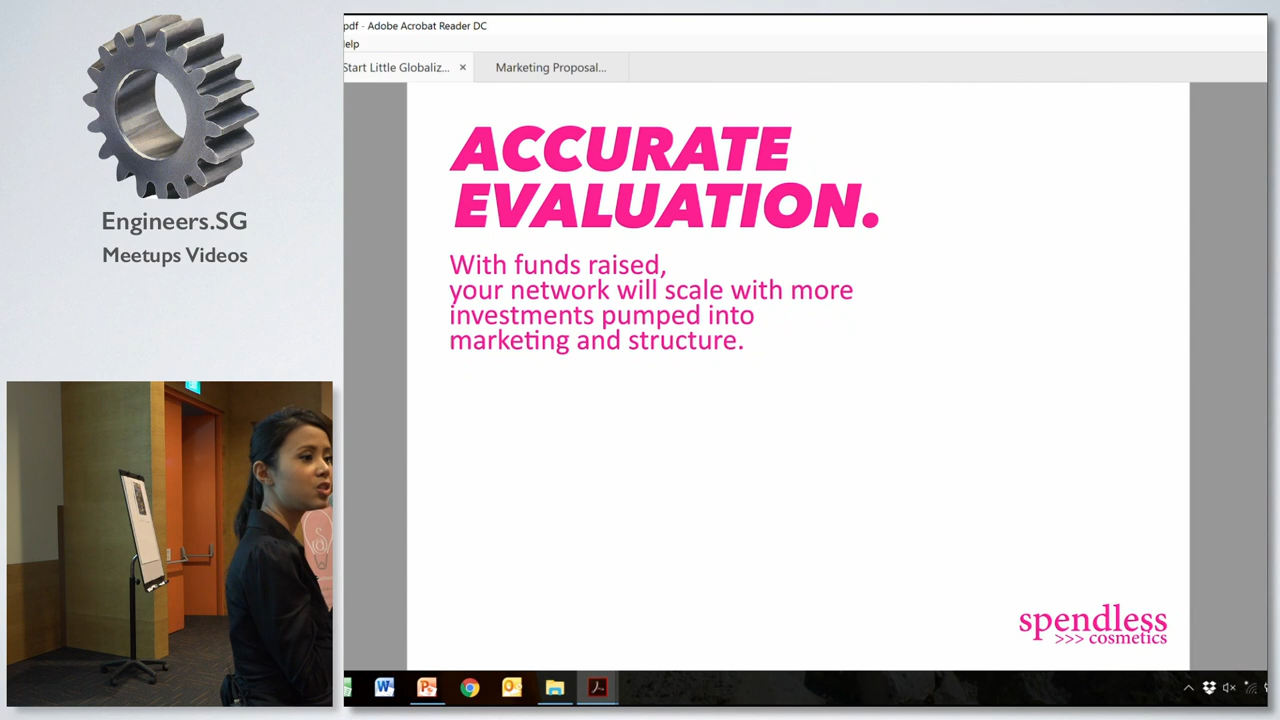 pdf - Adobe Acrobat Reader DC
elp
Start Little Globaliz... ×
Marketing Proposal...
Engineers.SG
Meetups Videos
ACCURATE
EVALUATION.
With funds raised,
your network will scale with more
investments pumped into
marketing and structure.
spendless
>>> cosmetics